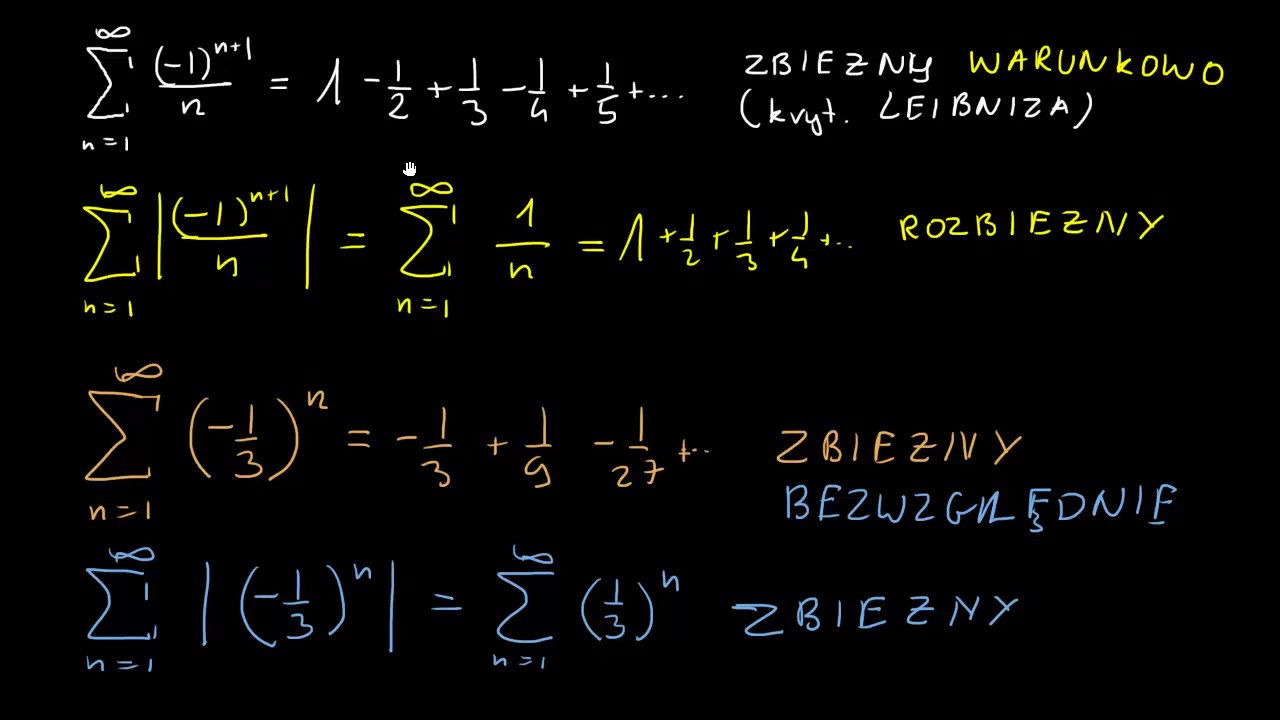 ∑_{n=1}^{∞} (-1)^{n+1}/n = 1 - 1/2 + 1/3 - 1/4 + 1/5 + ... ZBIEZNY WARUNKOWO
(kryt. LEIBNIZA)
∑_{n=1}^{∞} |(-1)^{n+1}/n| = ∑_{n=1}^{∞} 1/n = 1 + 1/2 + 1/3 + 1/4 + ... ROZBIEZNY
∑_{n=1}^{∞} (-1/3)^n = -1/3 + 1/9 - 1/27 + ... ZBIEZNY
BEZWZGLĘDNIE
∑_{n=1}^{∞} |(-1/3)^n| = ∑_{n=1}^{∞} (1/3)^n ZBIEZNY